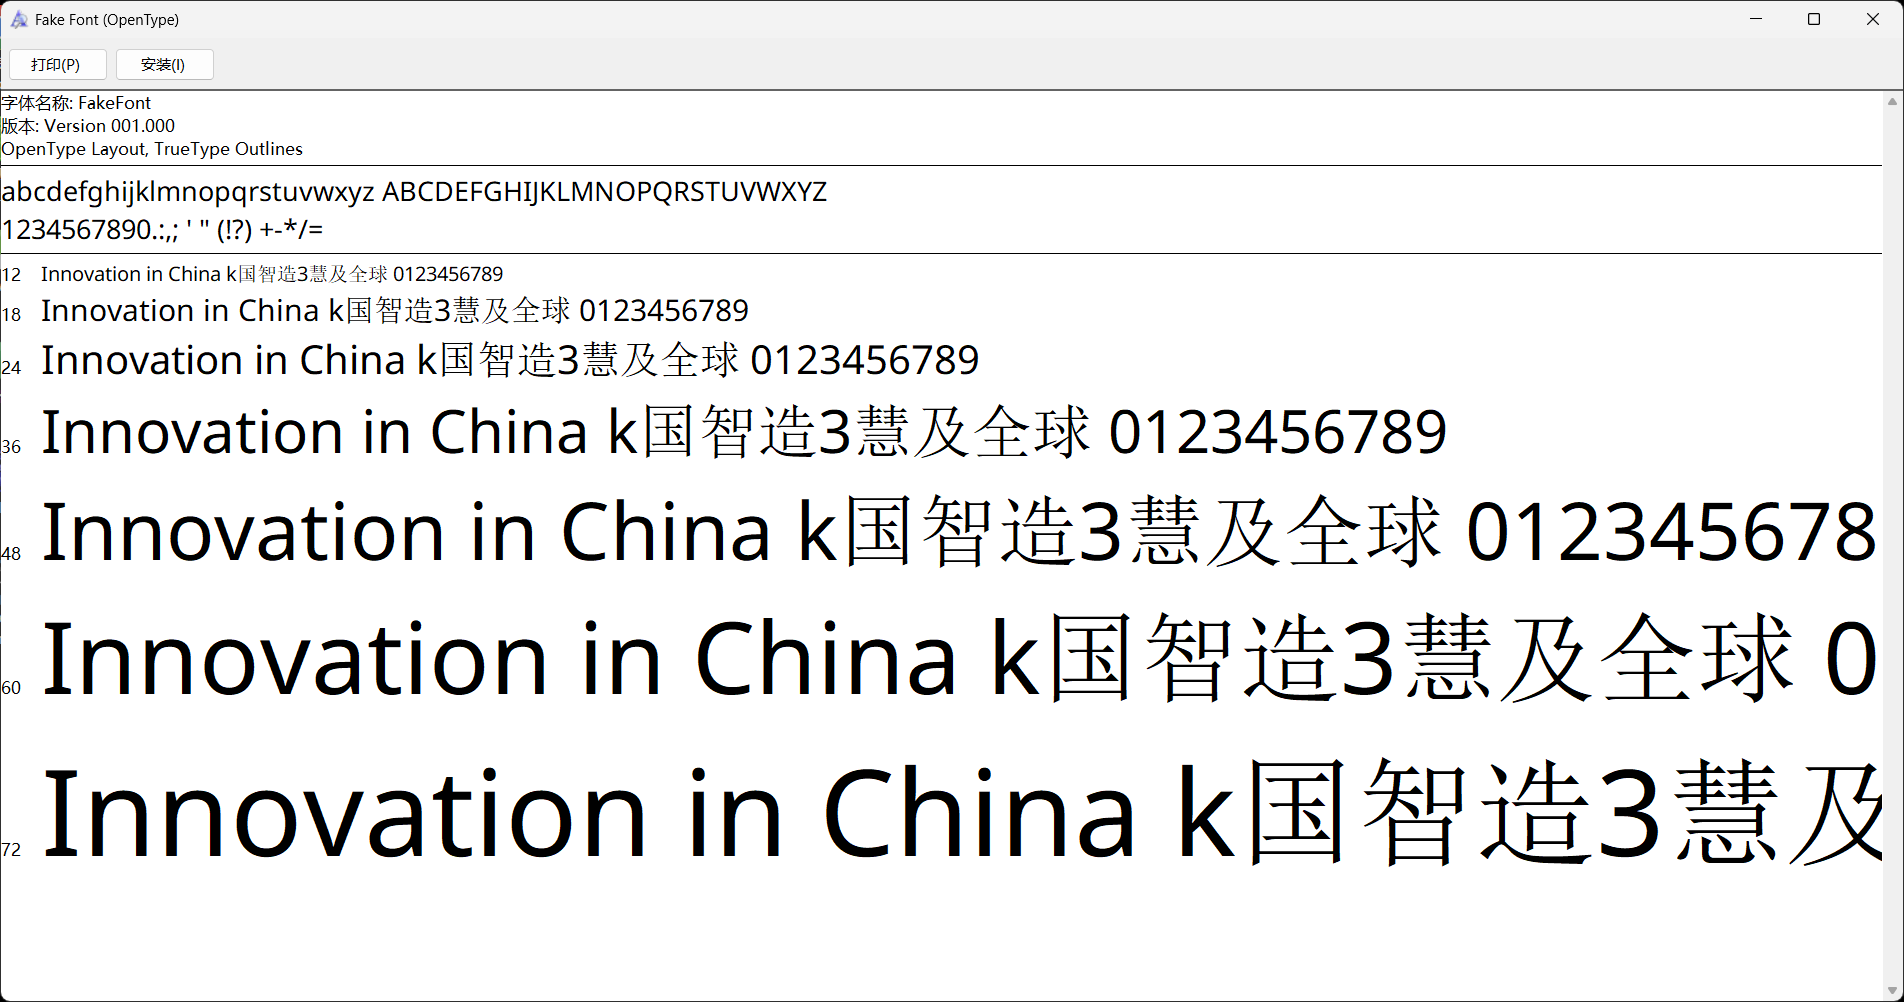 Fake Font (OpenType)
打印(P) 安装(I)
字体名称: FakeFont
版本: Version 001.000
OpenType Layout, TrueType Outlines
abcdefghijklmnopqrstuvwxyz ABCDEFGHIJKLMNOPQRSTUVWXYZ
1234567890.:,; ' " (!?) +-*/=
12 Innovation in China k国智造3慧及全球 0123456789
18 Innovation in China k国智造3慧及全球 0123456789
24 Innovation in China k国智造3慧及全球 0123456789
36 Innovation in China k国智造3慧及全球 0123456789
48 Innovation in China k国智造3慧及全球 012345678
60 Innovation in China k国智造3慧及全球 0
72 Innovation in China k国智造3慧及